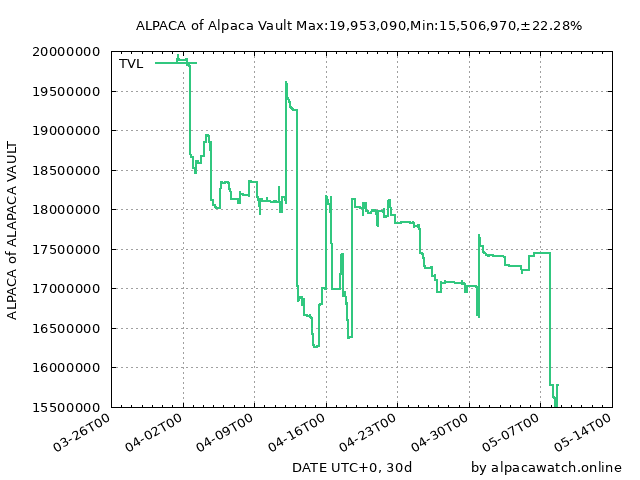 ALPACA of Alpaca Vault Max:19,953,090,Min:15,506,970,±22.28%
20000000
TVL
19500000
19000000
18500000
18000000
17500000
17000000
16500000
16000000
15500000
ALPACA of ALAPACA VAULT
03-26T00
04-02T00
04-09T00
04-16T00
04-23T00
04-30T00
05-07T00
05-14T00
DATE UTC+0, 30d
by alpacawatch.online